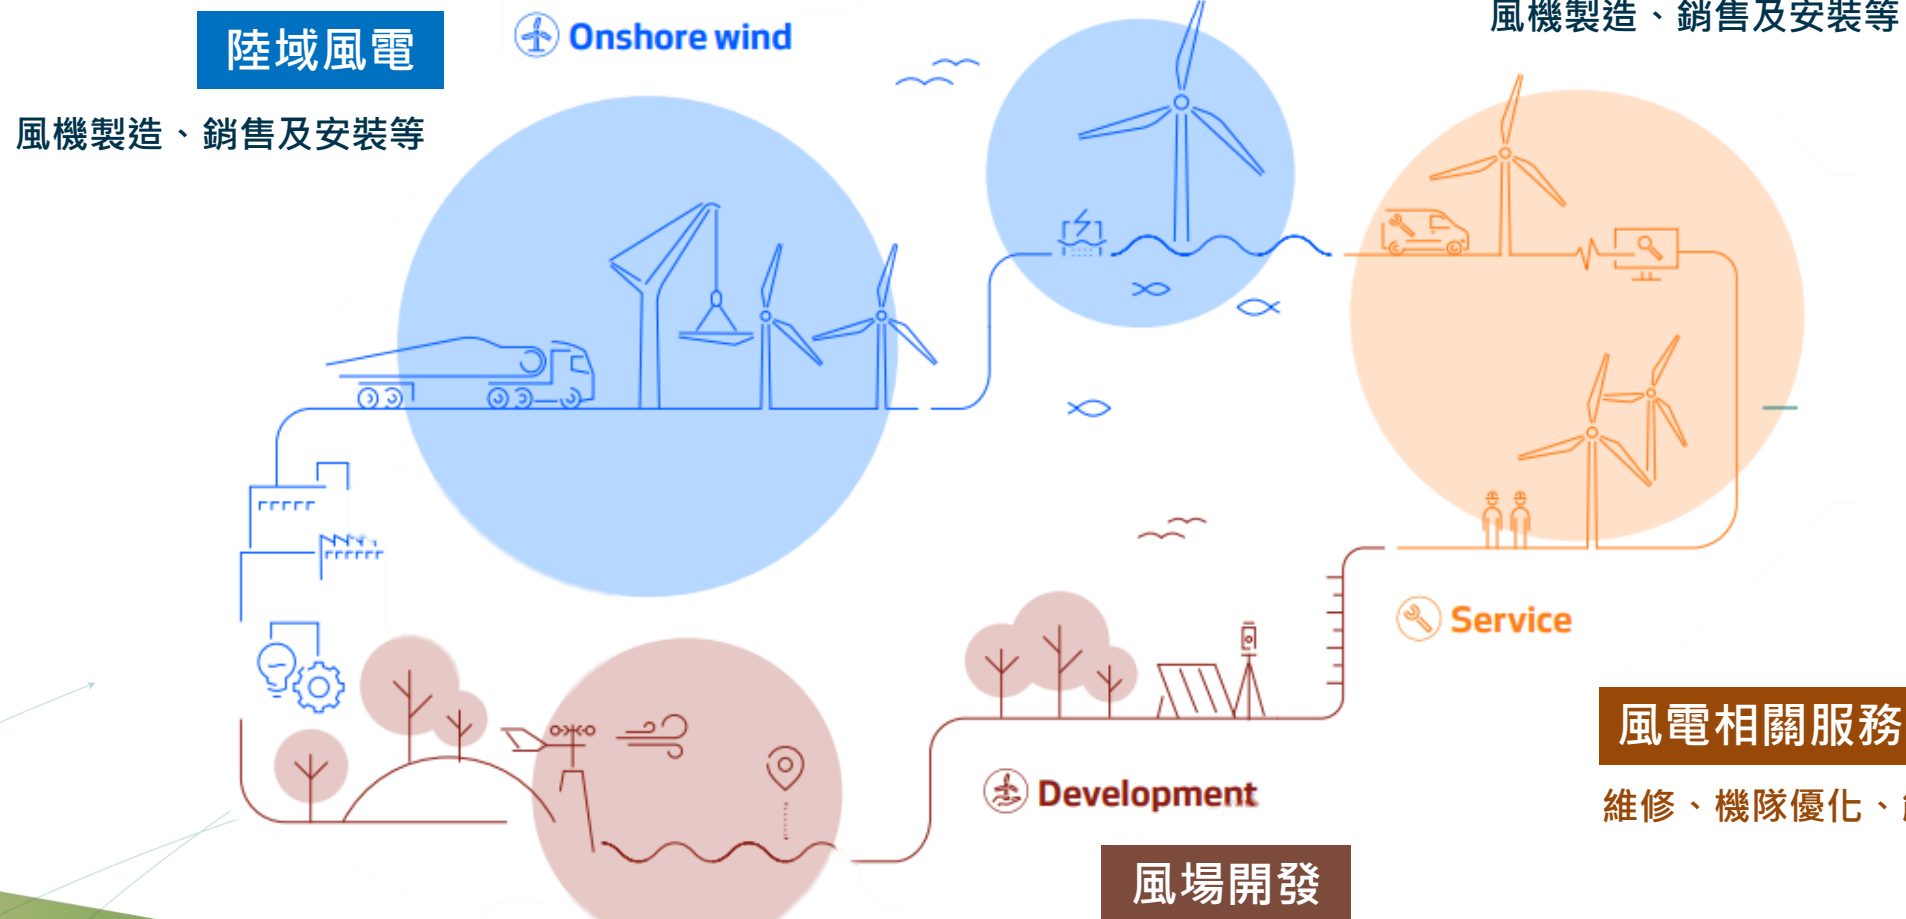 陸域風電
Onshore wind
風機製造、銷售及安裝等
風機製造、銷售及安裝等
Service
風電相關服務
維修、機隊優化、
Development
風場開發